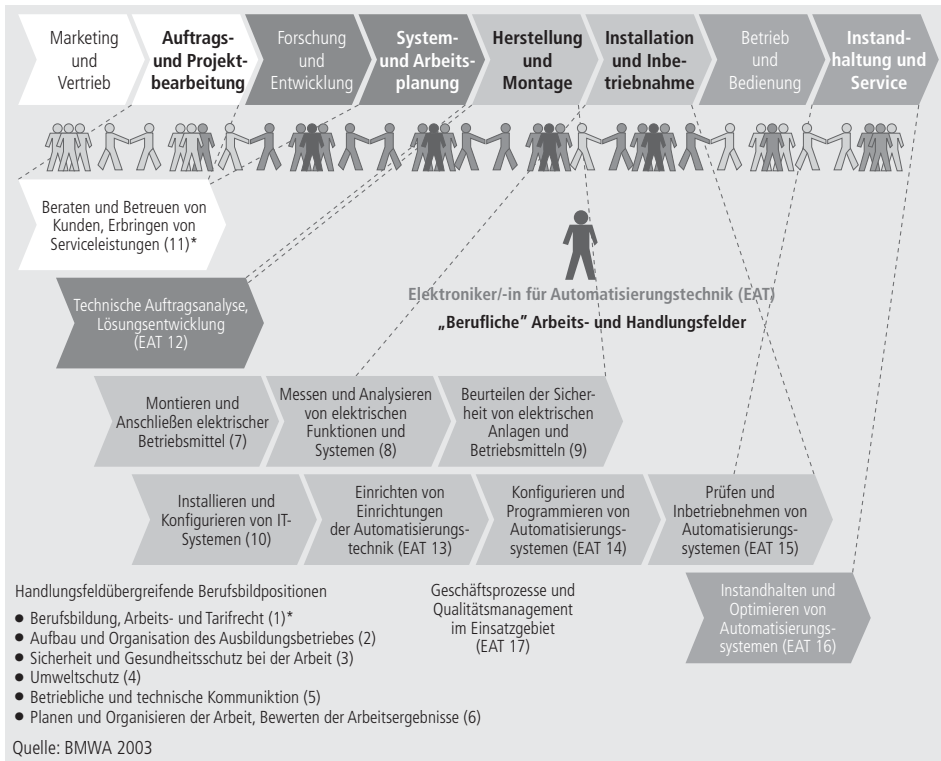 Marketing
und
Vertrieb
Auftrags-
und Projekt-
bearbeitung
Forschung
und
Entwicklung
System-
und Arbeits-
planung
Herstellung
und
Montage
Installation
und Inbe-
triebnahme
Betrieb
und
Bedienung
Instand-
haltung und
Service
Beraten und Betreuen von
Kunden, Erbringen von
Serviceleistungen (11)*
Technische Auftragsanalyse,
Lösungsentwicklung
(EAT 12)
Elektroniker/-in für Automatisierungstechnik (EAT)
„Berufliche” Arbeits- und Handlungsfelder
Montieren und
Anschließen elektrischer
Betriebsmittel (7)
Messen und Analysieren
von elektrischen
Funktionen und
Systemen (8)
Beurteilen der Sicher-
heit von elektrischen
Anlagen und
Betriebsmitteln (9)
Installieren und
Konfigurieren von IT-
Systemen (10)
Einrichten von
Einrichtungen
der Automatisierungs-
technik (EAT 13)
Konfigurieren und
Programmieren von
Automatisierungs-
systemen (EAT 14)
Prüfen und
Inbetriebnehmen von
Automatisierungs-
systemen (EAT 15)
Handlungsfeldübergreifende Berufsbildpositionen
• Berufsbildung, Arbeits- und Tarifrecht (1)*
• Aufbau und Organisation des Ausbildungsbetriebes (2)
• Sicherheit und Gesundheitsschutz bei der Arbeit (3)
• Umweltschutz (4)
• Betriebliche und technische Kommuniktion (5)
• Planen und Organisieren der Arbeit, Bewerten der Arbeitsergebnisse (6)
Geschäftsprozesse und
Qualitätsmanagement
im Einsatzgebiet
(EAT 17)
Instandhalten und
Optimieren von
Automatisierungs-
systemen (EAT 16)
Quelle: BMWA 2003